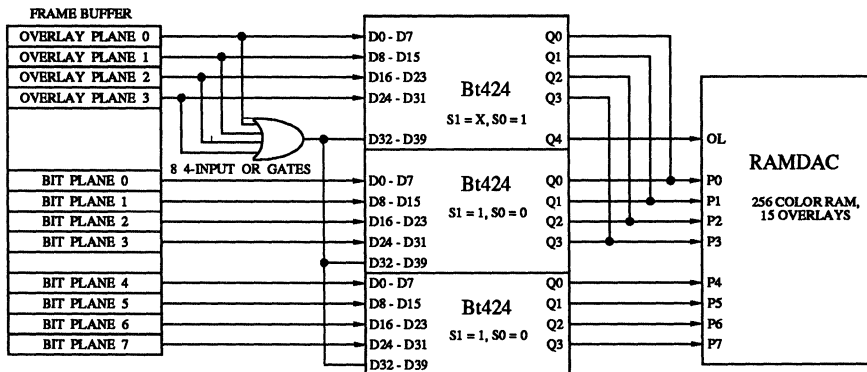 FRAME BUFFER
OVERLAY PLANE 0
OVERLAY PLANE 1
OVERLAY PLANE 2
OVERLAY PLANE 3
8 4-INPUT OR GATES
BIT PLANE 0
BIT PLANE 1
BIT PLANE 2
BIT PLANE 3
BIT PLANE 4
BIT PLANE 5
BIT PLANE 6
BIT PLANE 7
D0 - D7
D8 - D15
D16 - D23
D24 - D31
D32 - D39
Bt424
S1 = X, S0 = 1
Q0
Q1
Q2
Q3
Q4
D0 - D7
D8 - D15
D16 - D23
D24 - D31
D32 - D39
Bt424
S1 = 1, S0 = 0
Q0
Q1
Q2
Q3
D0 - D7
D8 - D15
D16 - D23
D24 - D31
D32 - D39
Bt424
S1 = 1, S0 = 0
Q0
Q1
Q2
Q3
OL
P0
P1
P2
P3
P4
P5
P6
P7
RAMDAC
256 COLOR RAM,
15 OVERLAYS